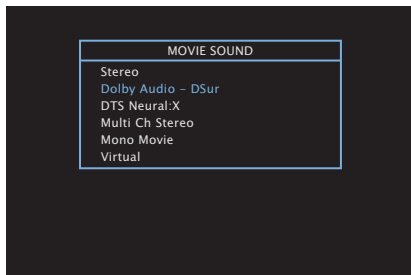 MOVIE SOUND
Stereo
Dolby Audio – DSur
DTS Neural:X
Multi Ch Stereo
Mono Movie
Virtual